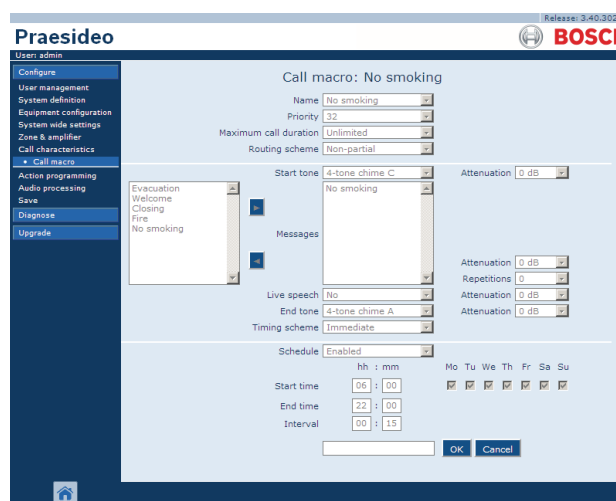 Release: 3.40.302
Praesideo
BOSCH
User: admin
Configure
User management
System definition
Equipment configuration
System wide settings
Zone & amplifier
Call characteristics
• Call macro
Action programming
Audio processing
Save
Diagnose
Upgrade
Call macro: No smoking
Name No smoking
Priority 32
Maximum call duration Unlimited
Routing scheme Non-partial
Start tone 4-tone chime C Attenuation 0 dB
Evacuation
Welcome
Closing
Fire
No smoking
Messages
No smoking
Attenuation 0 dB
Repetitions 0
Live speech No Attenuation 0 dB
End tone 4-tone chime A Attenuation 0 dB
Timing scheme Immediate
Schedule Enabled
hh : mm Mo Tu We Th Fr Sa Su
Start time 06 : 00
End time 22 : 00
Interval 00 : 15
OK Cancel